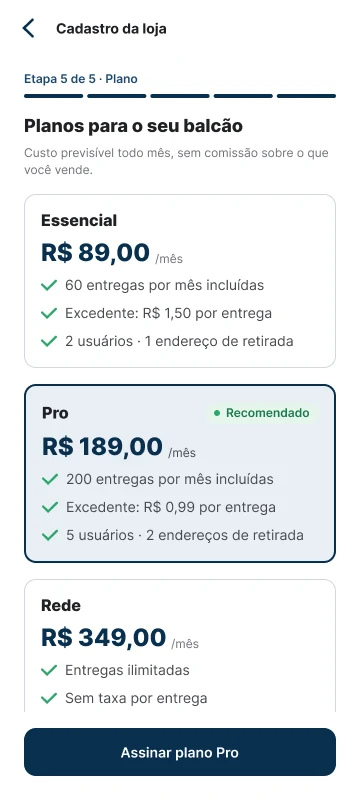 Cadastro da loja
Etapa 5 de 5 · Plano
Planos para o seu balcão
Custo previsível todo mês, sem comissão sobre o que
você vende.
Essencial
R$ 89,00 /mês
60 entregas por mês incluídas
Excedente: R$ 1,50 por entrega
2 usuários · 1 endereço de retirada
Pro
Recomendado
R$ 189,00 /mês
200 entregas por mês incluídas
Excedente: R$ 0,99 por entrega
5 usuários · 2 endereços de retirada
Rede
R$ 349,00 /mês
Entregas ilimitadas
Sem taxa por entrega
Assinar plano Pro